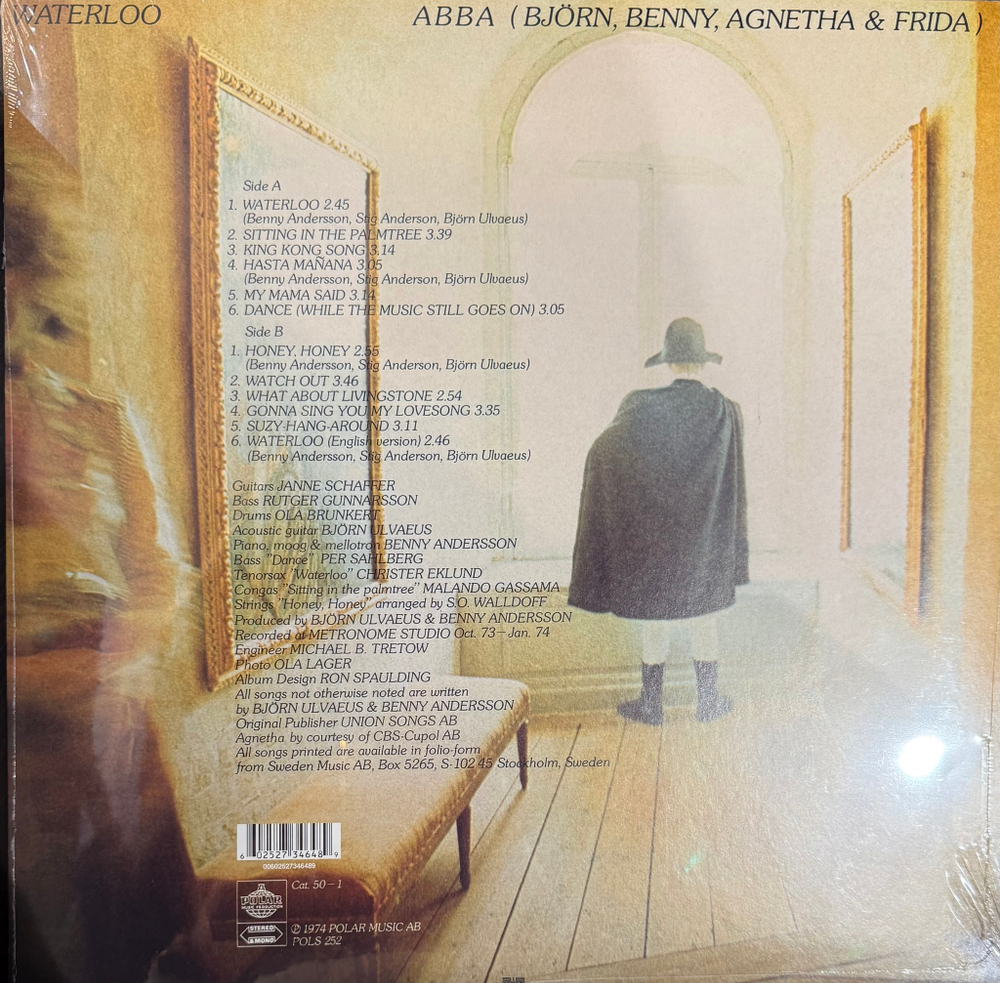 WATERLOO
ABBA (BJÖRN, BENNY, AGNETHA & FRIDA)
Side A
1. WATERLOO 2.45
(Benny Andersson, Stig Anderson, Björn Ulvaeus)
2. SITTING IN THE PALMTREE 3.39
3. KING KONG SONG 3.14
4. HASTA MAÑANA 3.05
(Benny Andersson, Stig Anderson, Björn Ulvaeus)
5. MY MAMA SAID 3.14
6. DANCE (WHILE THE MUSIC STILL GOES ON) 3.05
Side B
1. HONEY, HONEY 2.55
(Benny Andersson, Stig Anderson, Björn Ulvaeus)
2. WATCH OUT 3.46
3. WHAT ABOUT LIVINGSTONE 2.54
4. GONNA SING YOU MY LOVESONG 3.35
5. SUZY-HANG-AROUND 3.11
6. WATERLOO (English version) 2.46
(Benny Andersson, Stig Anderson, Björn Ulvaeus)
Guitars JANNE SCHAFFER
Bass RUTGER GUNNARSSON
Drums OLA BRUNKERT
Acoustic guitar BJÖRN ULVAEUS
Piano, moog & mellotron BENNY ANDERSSON
Bass "Dance" PER SAHLBERG
Tenorsax "Waterloo" CHRISTER EKLUND
Congas "Sitting in the palmtree" MALANDO GASSAMA
Strings "Honey, Honey" arranged by S.O. WALLDOFF
Produced by BJÖRN ULVAEUS & BENNY ANDERSSON
Recorded at METRONOME STUDIO Oct. 73–Jan. 74
Engineer MICHAEL B. TRETOW
Photo OLA LAGER
Album Design RON SPAULDING
All songs not otherwise noted are written
by BJÖRN ULVAEUS & BENNY ANDERSSON
Original Publisher UNION SONGS AB
Agnetha by courtesy of CBS-Cupol AB
All songs printed are available in folio-form
from Sweden Music AB, Box 5265, S-102 45 Stockholm, Sweden
6 02527 34648 9
00602527346489
Cat. 50–1
POLAR
MUSIC PRODUCTION
STEREO
& MONO
℗ 1974 POLAR MUSIC AB
POLS 252